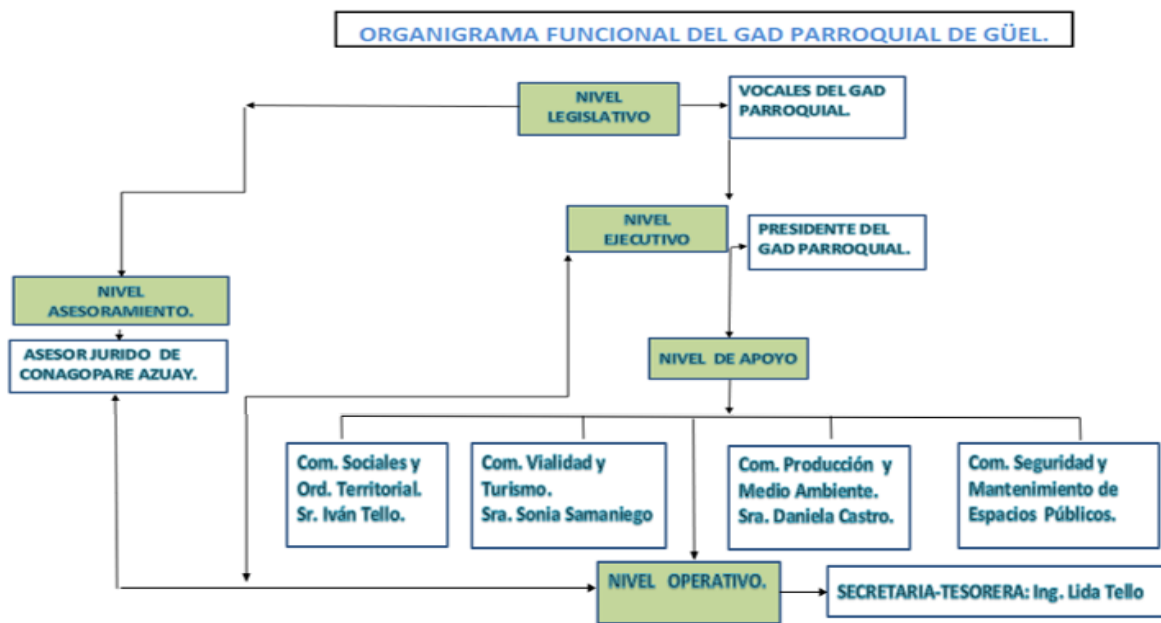 ORGANIGRAMA FUNCIONAL DEL GAD PARROQUIAL DE GÜEL.
NIVEL
LEGISLATIVO
VOCALES DEL GAD
PARROQUIAL.
NIVEL
EJECUTIVO
PRESIDENTE DEL
GAD PARROQUIAL.
NIVEL
ASESORAMIENTO.
ASESOR JURIDO DE
CONAGOPARE AZUAY.
NIVEL DE APOYO
Com. Sociales y
Ord. Territorial.
Sr. Iván Tello.
Com. Vialidad y
Turismo.
Sra. Sonia Samaniego
Com. Producción y
Medio Ambiente.
Sra. Daniela Castro.
Com. Seguridad y
Mantenimiento de
Espacios Públicos.
NIVEL OPERATIVO.
SECRETARIA-TESORERA: Ing. Lida Tello